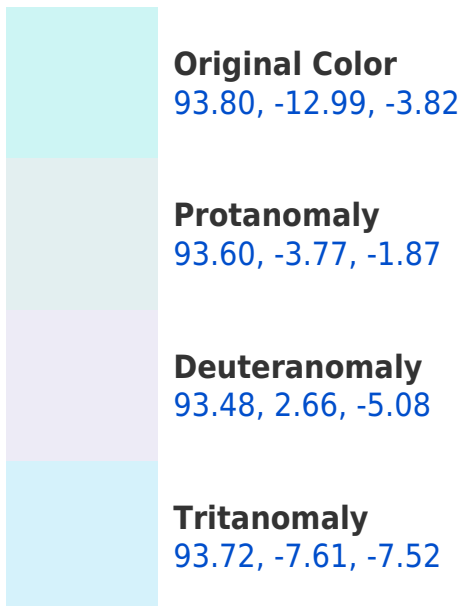 Original Color
93.80, -12.99, -3.82
Protanomaly
93.60, -3.77, -1.87
Deuteranomaly
93.48, 2.66, -5.08
Tritanomaly
93.72, -7.61, -7.52